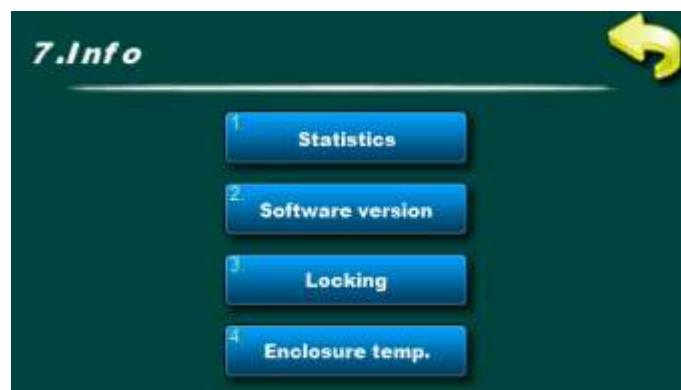 7.Info
1.
Statistics
2.
Software version
3.
Locking
4.
Enclosure temp.